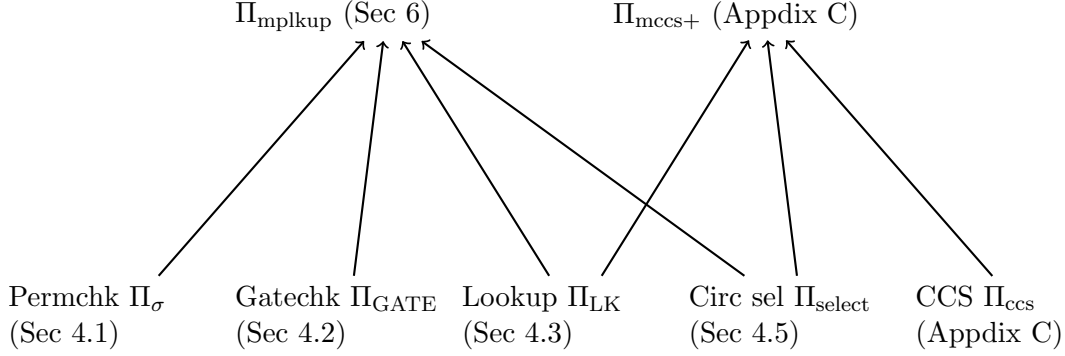 Π_mplkup (Sec 6)
Π_mccs+ (Appdix C)
Permchk Π_σ
(Sec 4.1)
Gatechk Π_GATE
(Sec 4.2)
Lookup Π_LK
(Sec 4.3)
Circ sel Π_select
(Sec 4.5)
CCS Π_ccs
(Appdix C)